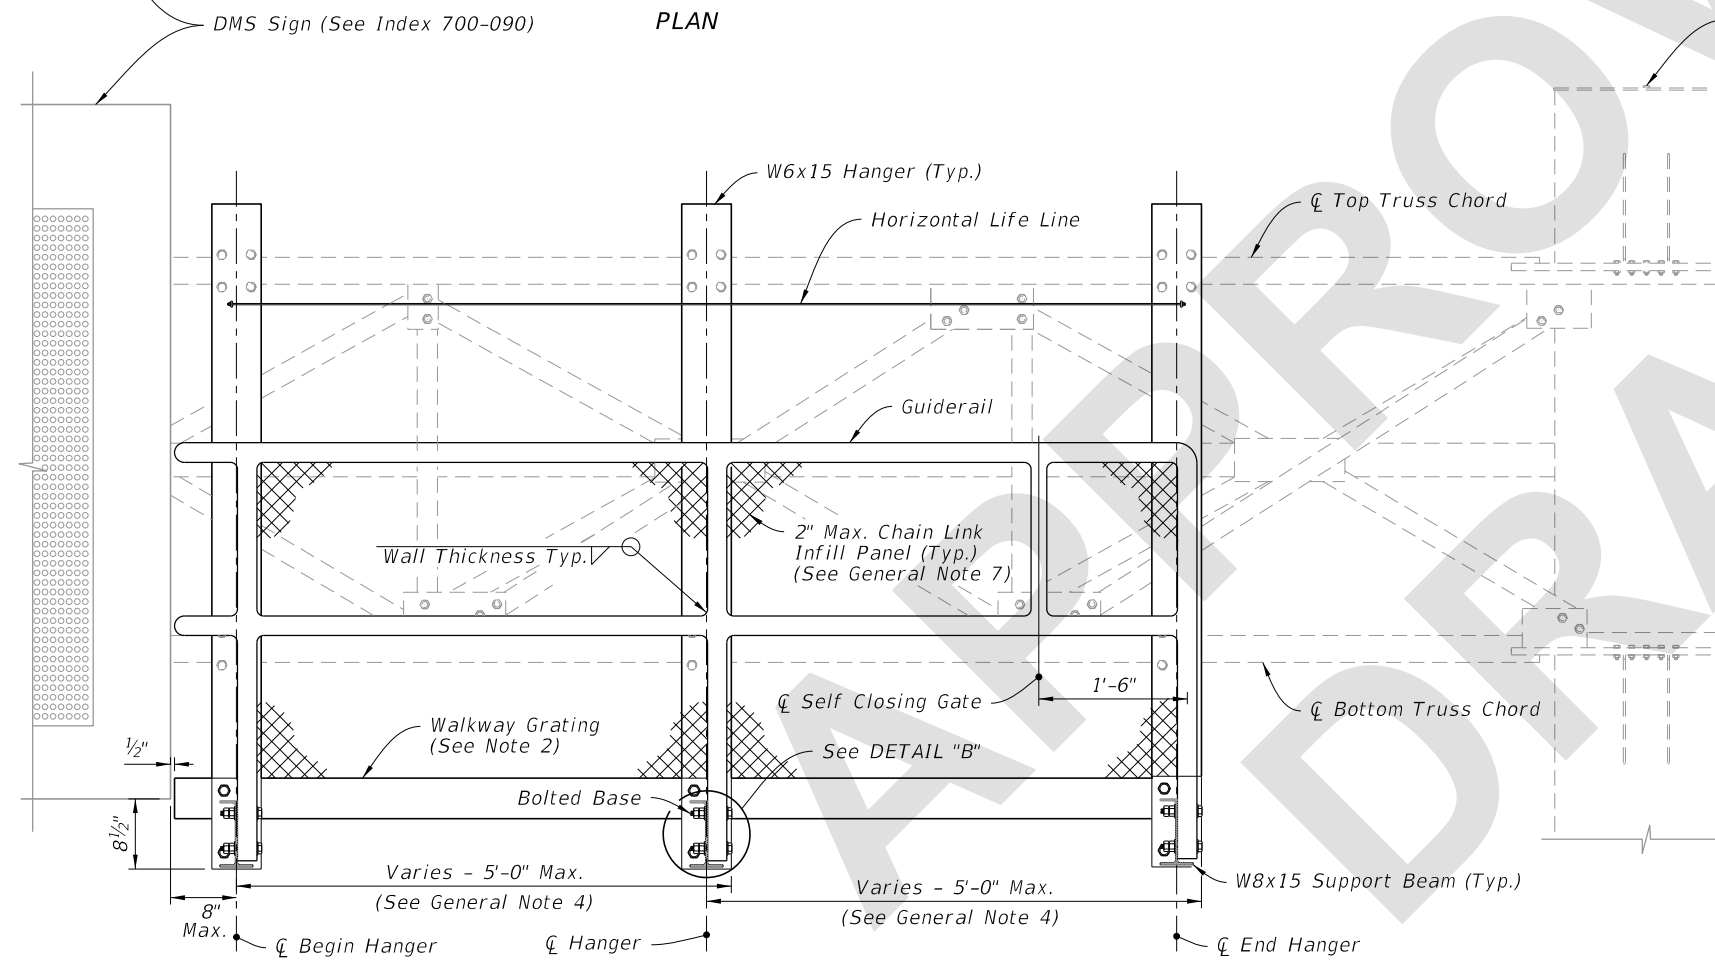 DMS Sign (See Index 700-090)
PLAN
W6x15 Hanger (Typ.)
Horizontal Life Line
℄ Top Truss Chord
Guiderail
2" Max. Chain Link
Infill Panel (Typ.)
(See General Note 7)
Wall Thickness Typ.
1'-6"
℄ Self Closing Gate
℄ Bottom Truss Chord
Walkway Grating
(See Note 2)
See DETAIL "B"
½"
Bolted Base
8½"
Varies - 5'-0" Max.
(See General Note 4)
Varies - 5'-0" Max.
(See General Note 4)
W8x15 Support Beam (Typ.)
8"
Max.
℄ Begin Hanger
℄ Hanger
℄ End Hanger
APPROV
DRA